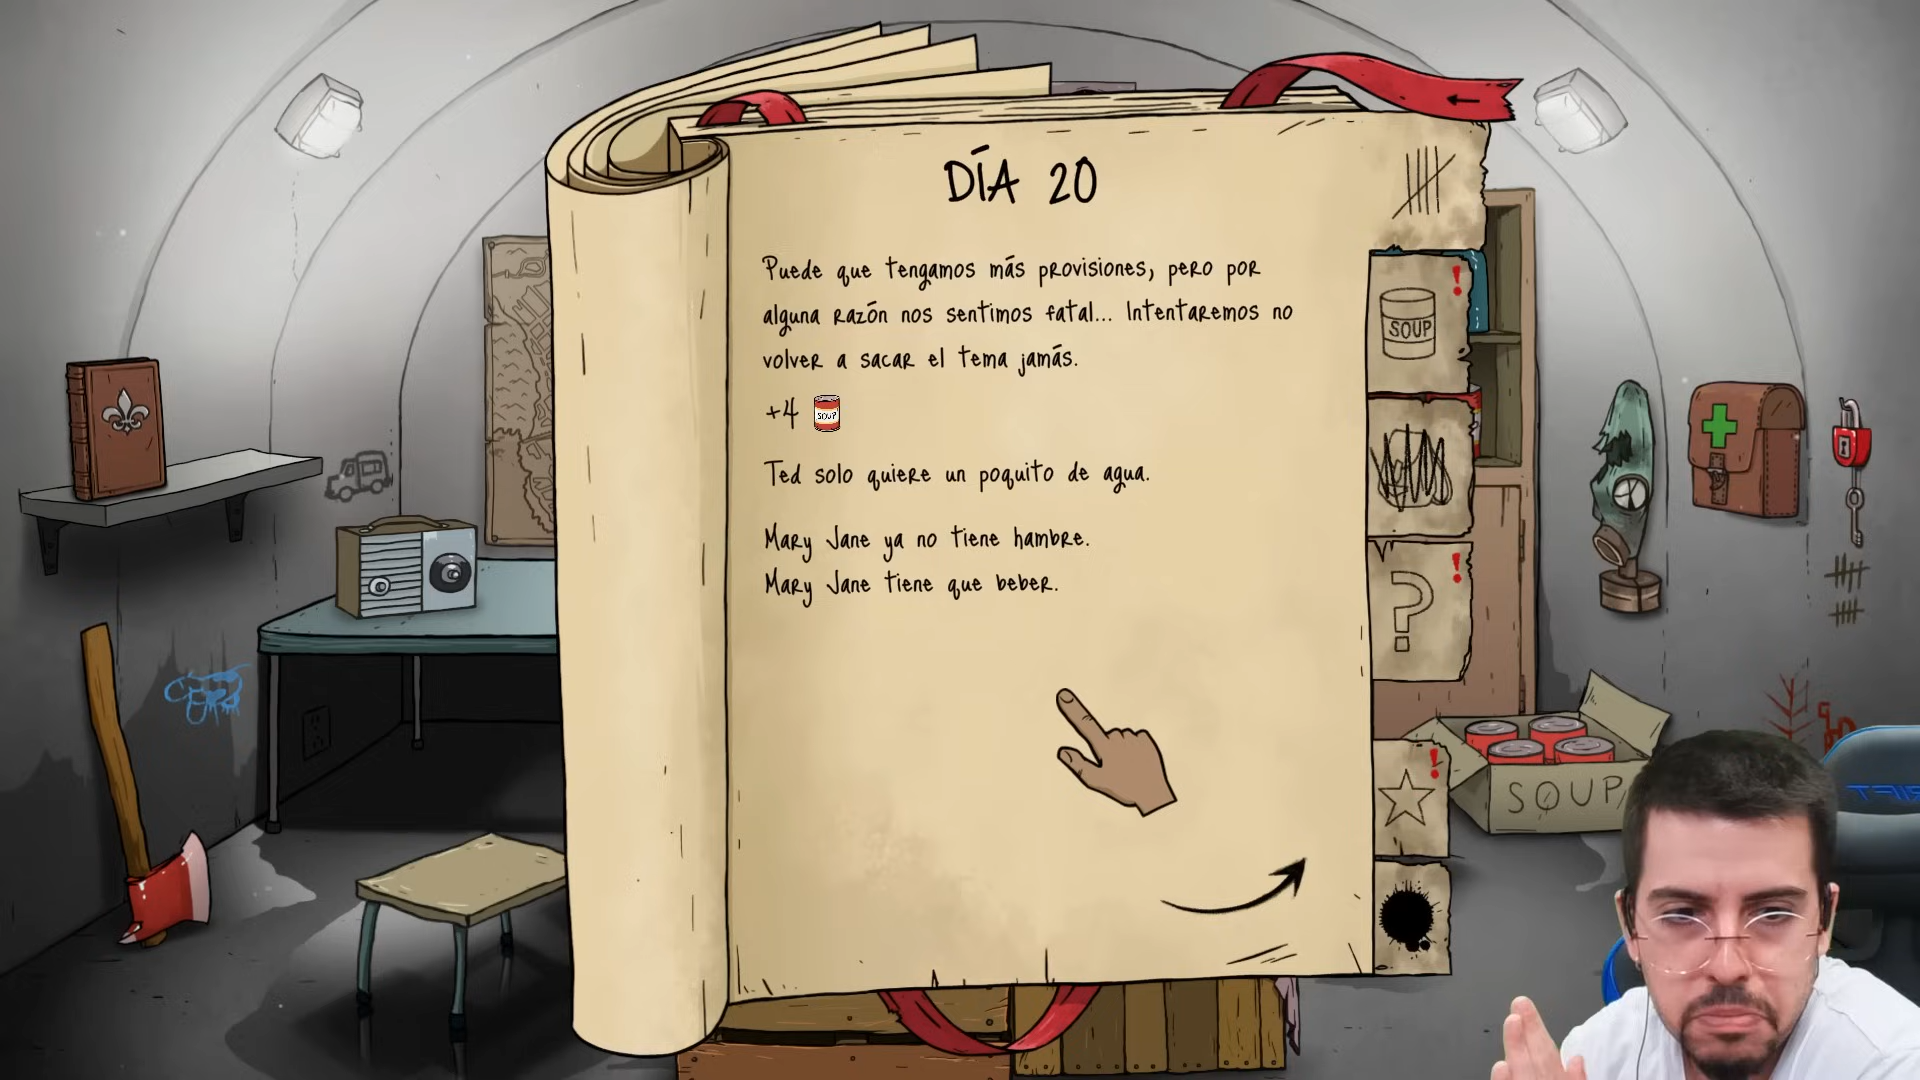 DÍA 20
Puede que tengamos más provisiones, pero por
alguna razón nos sentimos fatal... Intentaremos no
volver a sacar el tema jamás.
+4 SOUP
Ted solo quiere un poquito de agua.
Mary Jane ya no tiene hambre.
Mary Jane tiene que beber.
!
SOUP
!
?
!
SOUP